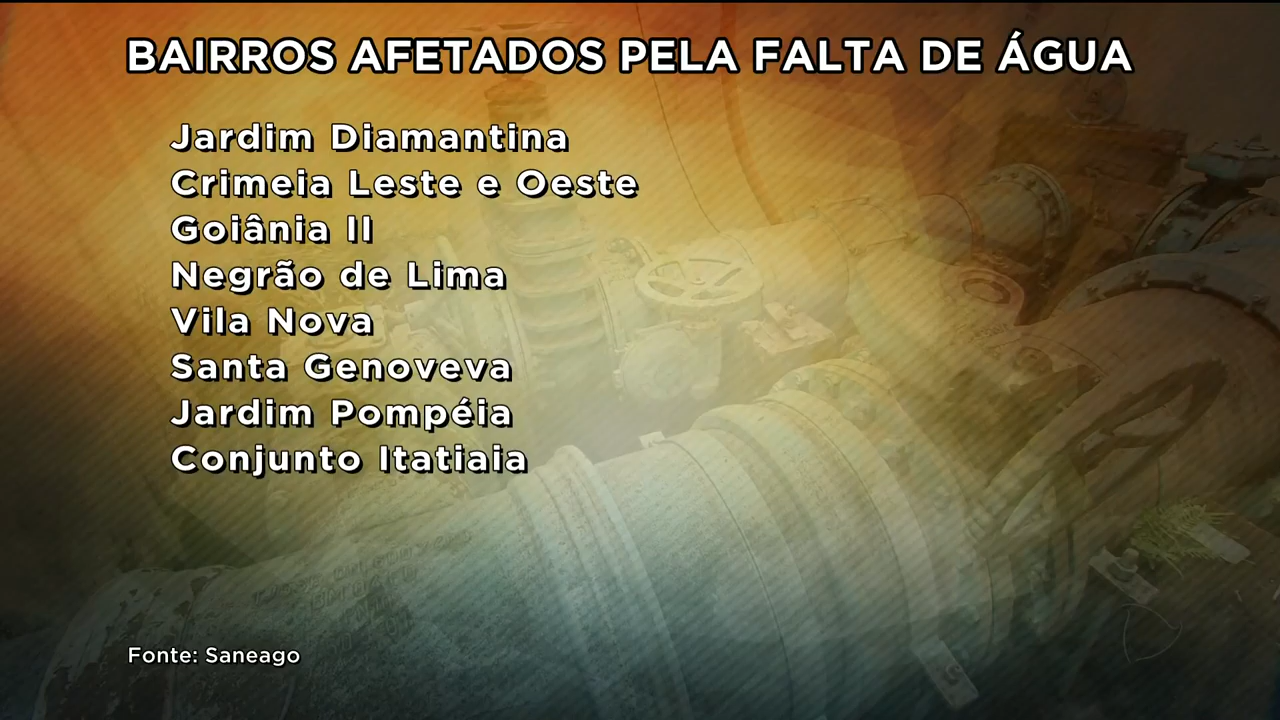 BAIRROS AFETADOS PELA FALTA DE ÁGUA
Jardim Diamantina
Crimeia Leste e Oeste
Goiânia II
Negrão de Lima
Vila Nova
Santa Genoveva
Jardim Pompéia
Conjunto Itatiaia
Fonte: Saneago